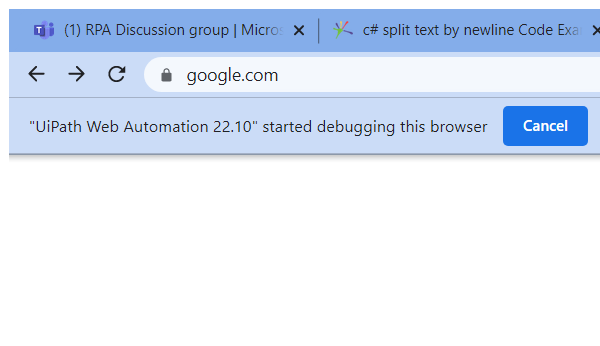 (1) RPA Discussion group | Micros
c# split text by newline Code Exa
google.com
"UiPath Web Automation 22.10" started debugging this browser
Cancel